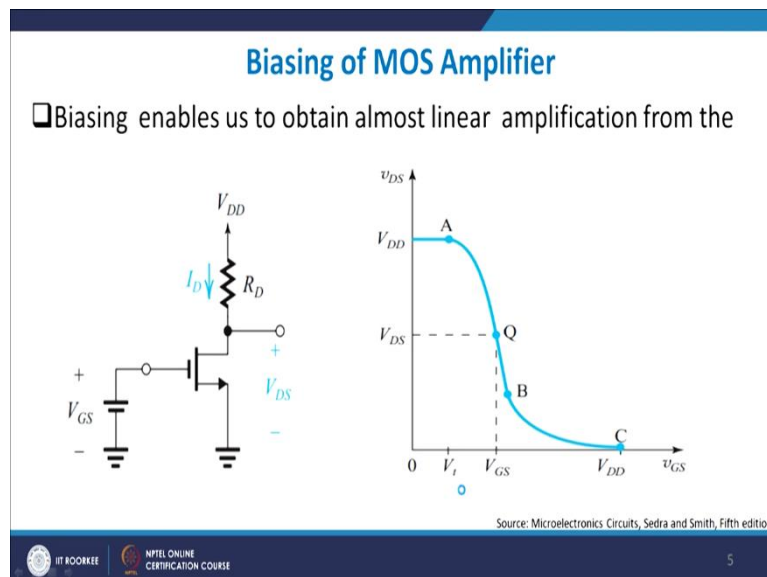 Biasing of MOS Amplifier
❑Biasing enables us to obtain almost linear amplification from the
V_DD
I_D R_D
+
V_DS
−
+
V_GS
−
v_DS
V_DD A
V_DS Q
B
C
0 V_t V_GS V_DD v_GS
Source: Microelectronics Circuits, Sedra and Smith, Fifth editio
IIT ROORKEE
NPTEL ONLINE
CERTIFICATION COURSE
5